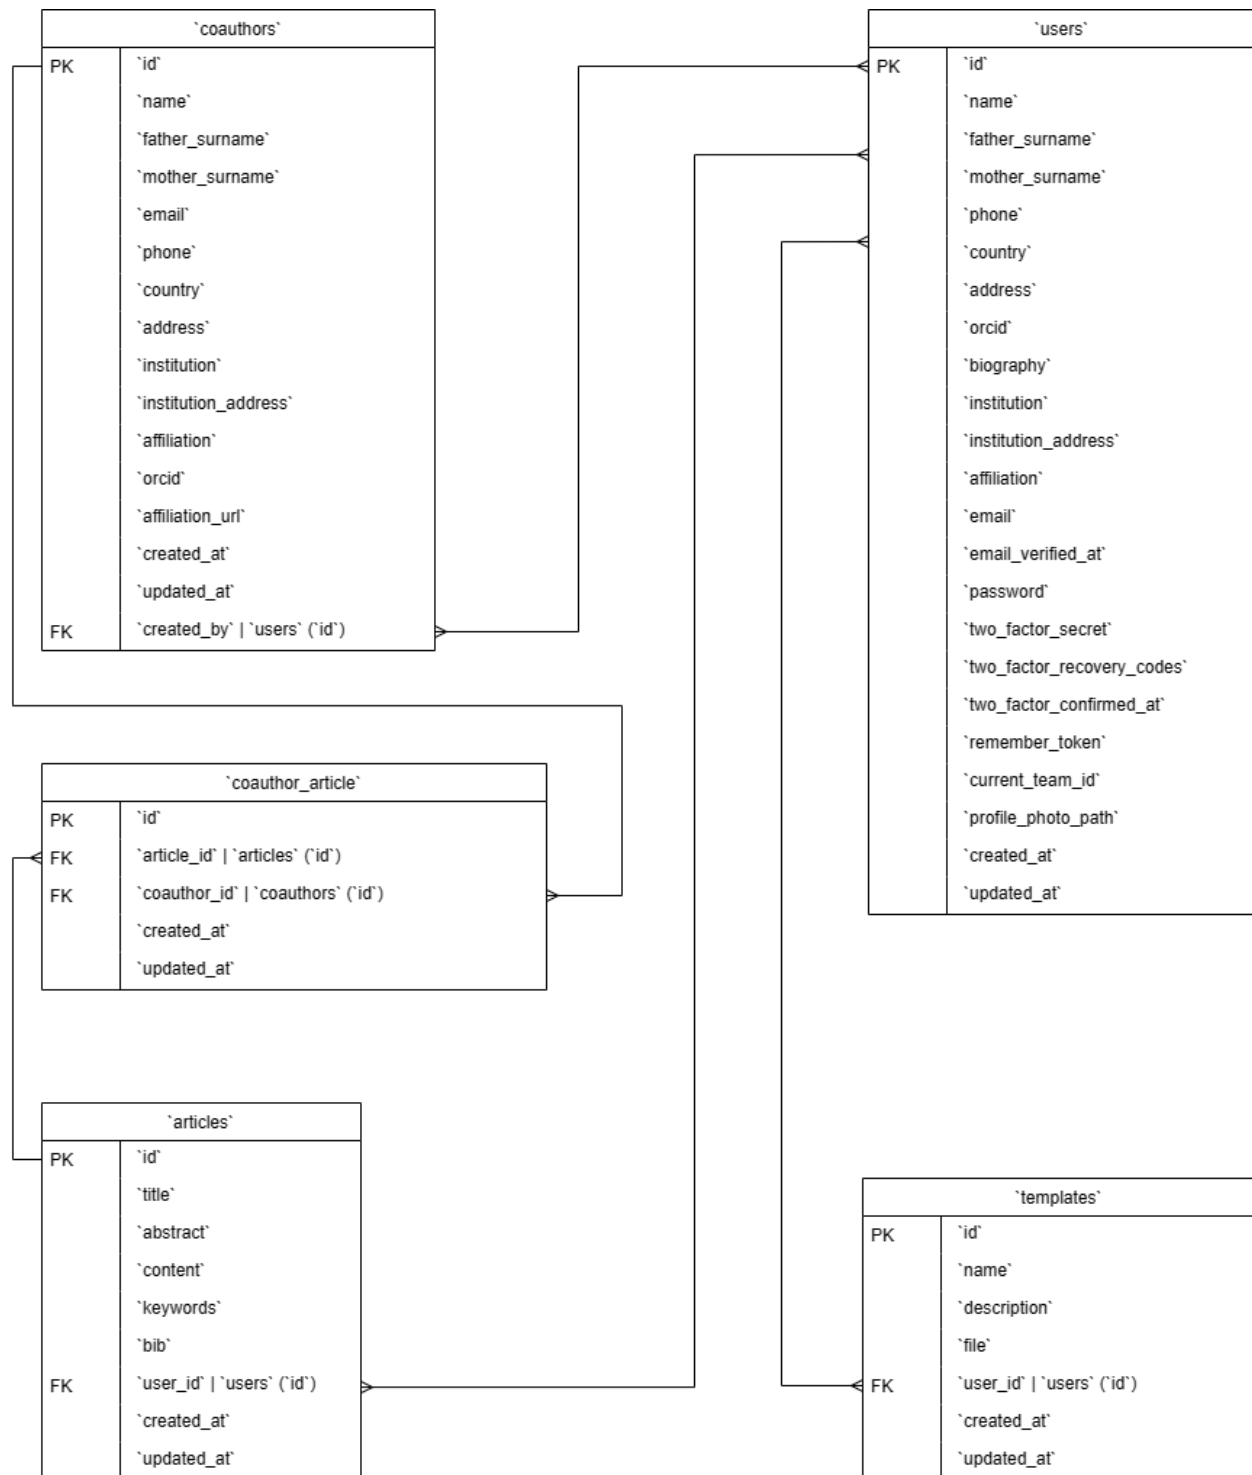 `coauthors`
PK `id`
`name`
`father_surname`
`mother_surname`
`email`
`phone`
`country`
`address`
`institution`
`institution_address`
`affiliation`
`orcid`
`affiliation_url`
`created_at`
`updated_at`
FK `created_by` | `users` (`id`)
`users`
PK `id`
`name`
`father_surname`
`mother_surname`
`phone`
`country`
`address`
`orcid`
`biography`
`institution`
`institution_address`
`affiliation`
`email`
`email_verified_at`
`password`
`two_factor_secret`
`two_factor_recovery_codes`
`two_factor_confirmed_at`
`remember_token`
`current_team_id`
`profile_photo_path`
`created_at`
`updated_at`
`coauthor_article`
PK `id`
FK `article_id` | `articles` (`id`)
FK `coauthor_id` | `coauthors` (`id`)
`created_at`
`updated_at`
`articles`
PK `id`
`title`
`abstract`
`content`
`keywords`
`bib`
FK `user_id` | `users` (`id`)
`created_at`
`updated_at`
`templates`
PK `id`
`name`
`description`
`file`
FK `user_id` | `users` (`id`)
`created_at`
`updated_at`